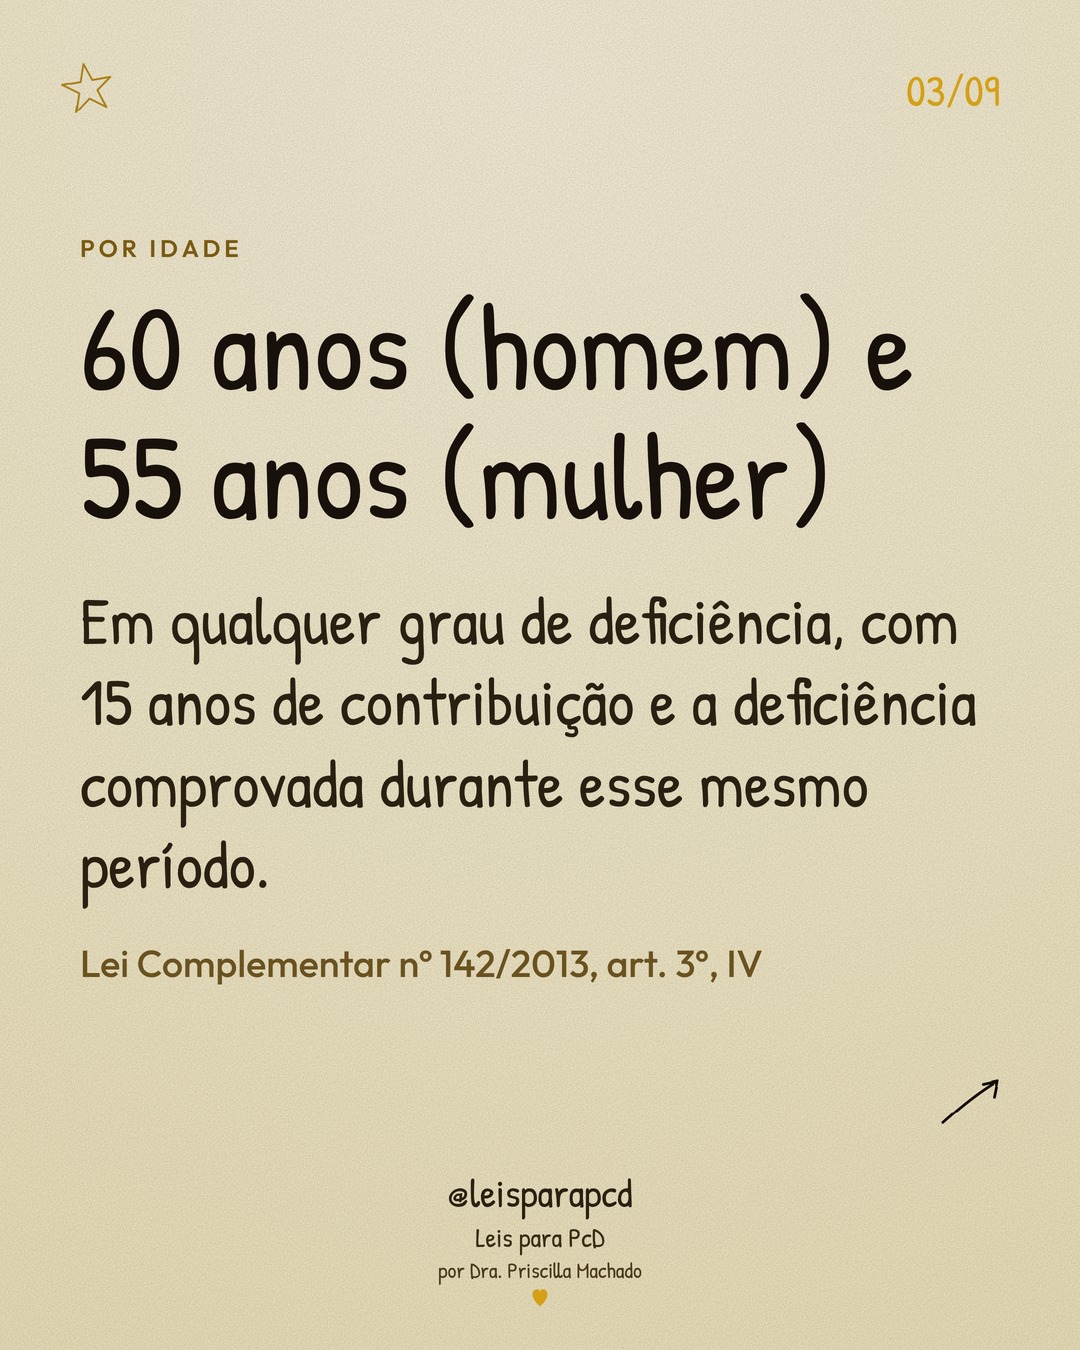 03/09
POR IDADE
60 anos (homem) e
55 anos (mulher)
Em qualquer grau de deficiência, com
15 anos de contribuição e a deficiência
comprovada durante esse mesmo
período.
Lei Complementar nº 142/2013, art. 3º, IV
@leisparapcd
Leis para PcD
por Dra. Priscilla Machado